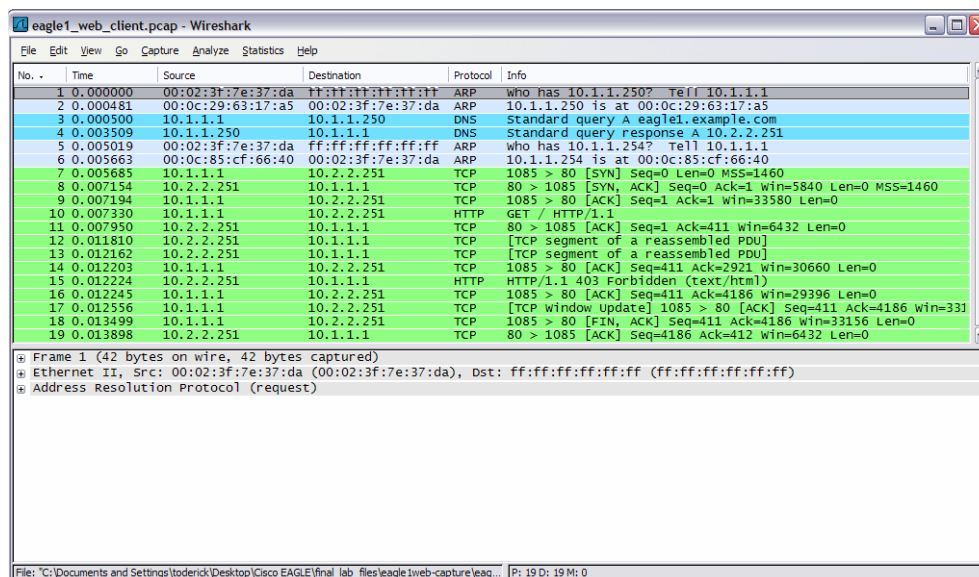 eagle1_web_client.pcap - Wireshark
File Edit View Go Capture Analyze Statistics Help
No. . Time Source Destination Protocol Info
1 0.000000 00:02:3f:7e:37:da ff:ff:ff:ff:ff:ff ARP Who has 10.1.1.250? Tell 10.1.1.1
2 0.000481 00:0c:29:63:17:a5 00:02:3f:7e:37:da ARP 10.1.1.250 is at 00:0c:29:63:17:a5
3 0.000500 10.1.1.1 10.1.1.250 DNS Standard query A eagle1.example.com
4 0.003509 10.1.1.250 10.1.1.1 DNS Standard query response A 10.2.2.251
5 0.005019 00:02:3f:7e:37:da ff:ff:ff:ff:ff:ff ARP Who has 10.1.1.254? Tell 10.1.1.1
6 0.005663 00:0c:85:cf:66:40 00:02:3f:7e:37:da ARP 10.1.1.254 is at 00:0c:85:cf:66:40
7 0.005685 10.1.1.1 10.2.2.251 TCP 1085 > 80 [SYN] Seq=0 Len=0 MSS=1460
8 0.007154 10.2.2.251 10.1.1.1 TCP 80 > 1085 [SYN, ACK] Seq=0 Ack=1 Win=5840 Len=0 MSS=1460
9 0.007194 10.1.1.1 10.2.2.251 TCP 1085 > 80 [ACK] Seq=1 Ack=1 Win=33580 Len=0
10 0.007330 10.1.1.1 10.2.2.251 HTTP GET / HTTP/1.1
11 0.007950 10.2.2.251 10.1.1.1 TCP 80 > 1085 [ACK] Seq=1 Ack=411 Win=6432 Len=0
12 0.011810 10.2.2.251 10.1.1.1 TCP [TCP segment of a reassembled PDU]
13 0.012162 10.2.2.251 10.1.1.1 TCP [TCP segment of a reassembled PDU]
14 0.012203 10.1.1.1 10.2.2.251 TCP 1085 > 80 [ACK] Seq=411 Ack=2921 Win=30660 Len=0
15 0.012224 10.2.2.251 10.1.1.1 HTTP HTTP/1.1 403 Forbidden (text/html)
16 0.012245 10.1.1.1 10.2.2.251 TCP 1085 > 80 [ACK] Seq=411 Ack=4186 Win=29396 Len=0
17 0.012556 10.1.1.1 10.2.2.251 TCP [TCP Window Update] 1085 > 80 [ACK] Seq=411 Ack=4186 Win=331
18 0.013499 10.1.1.1 10.2.2.251 TCP 1085 > 80 [FIN, ACK] Seq=411 Ack=4186 Win=33156 Len=0
19 0.013898 10.2.2.251 10.1.1.1 TCP 80 > 1085 [ACK] Seq=4186 Ack=412 Win=6432 Len=0
Frame 1 (42 bytes on wire, 42 bytes captured)
Ethernet II, Src: 00:02:3f:7e:37:da (00:02:3f:7e:37:da), Dst: ff:ff:ff:ff:ff:ff (ff:ff:ff:ff:ff:ff)
Address Resolution Protocol (request)
File: "C:\Documents and Settings\toderick\Desktop\Cisco EAGLE\final_lab_files\eagle1web-capture\eag... P: 19 D: 19 M: 0